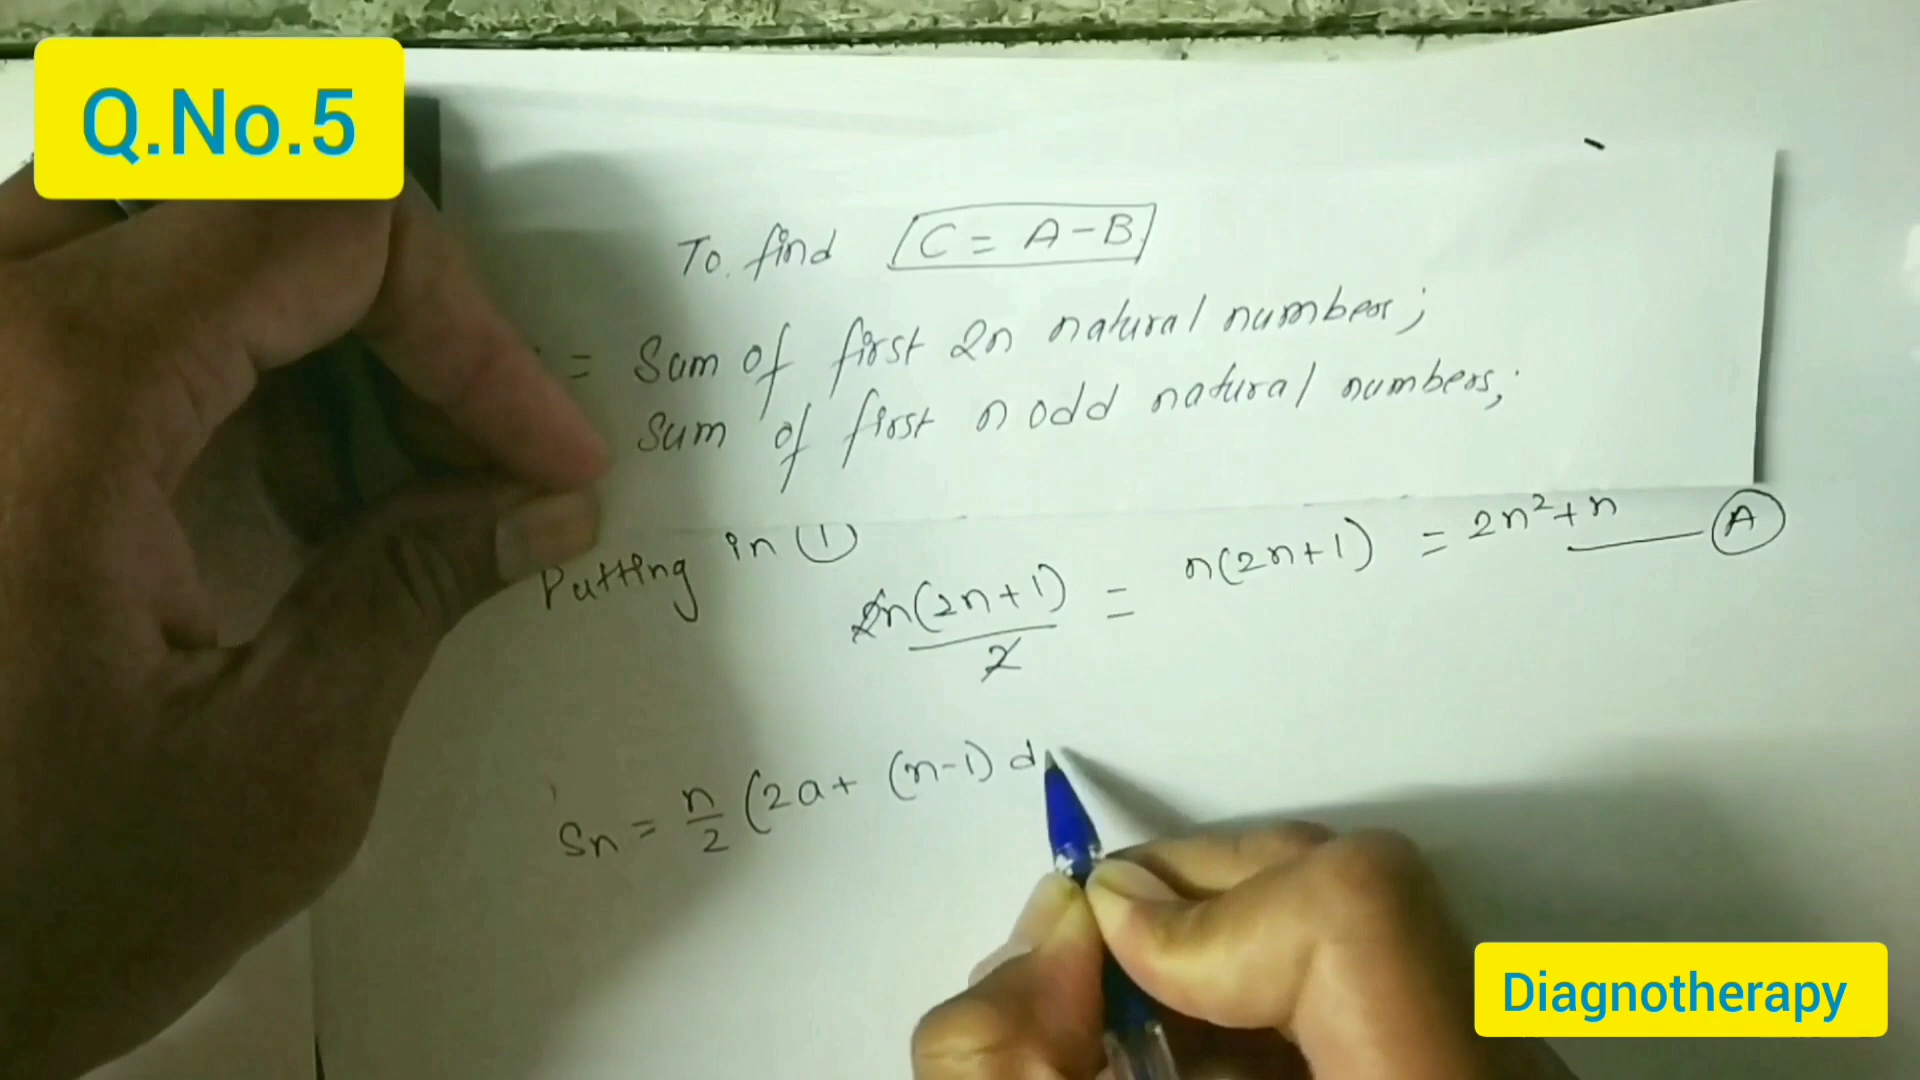 Q.No.5
To find C = A - B
= Sum of first 2n natural numbers;
Sum of first n odd natural numbers;
Putting in ①
2n(2n+1)/2 = n(2n+1) = 2n²+n — Ⓐ
Sn = n/2 (2a + (n-1) d
Diagnotherapy